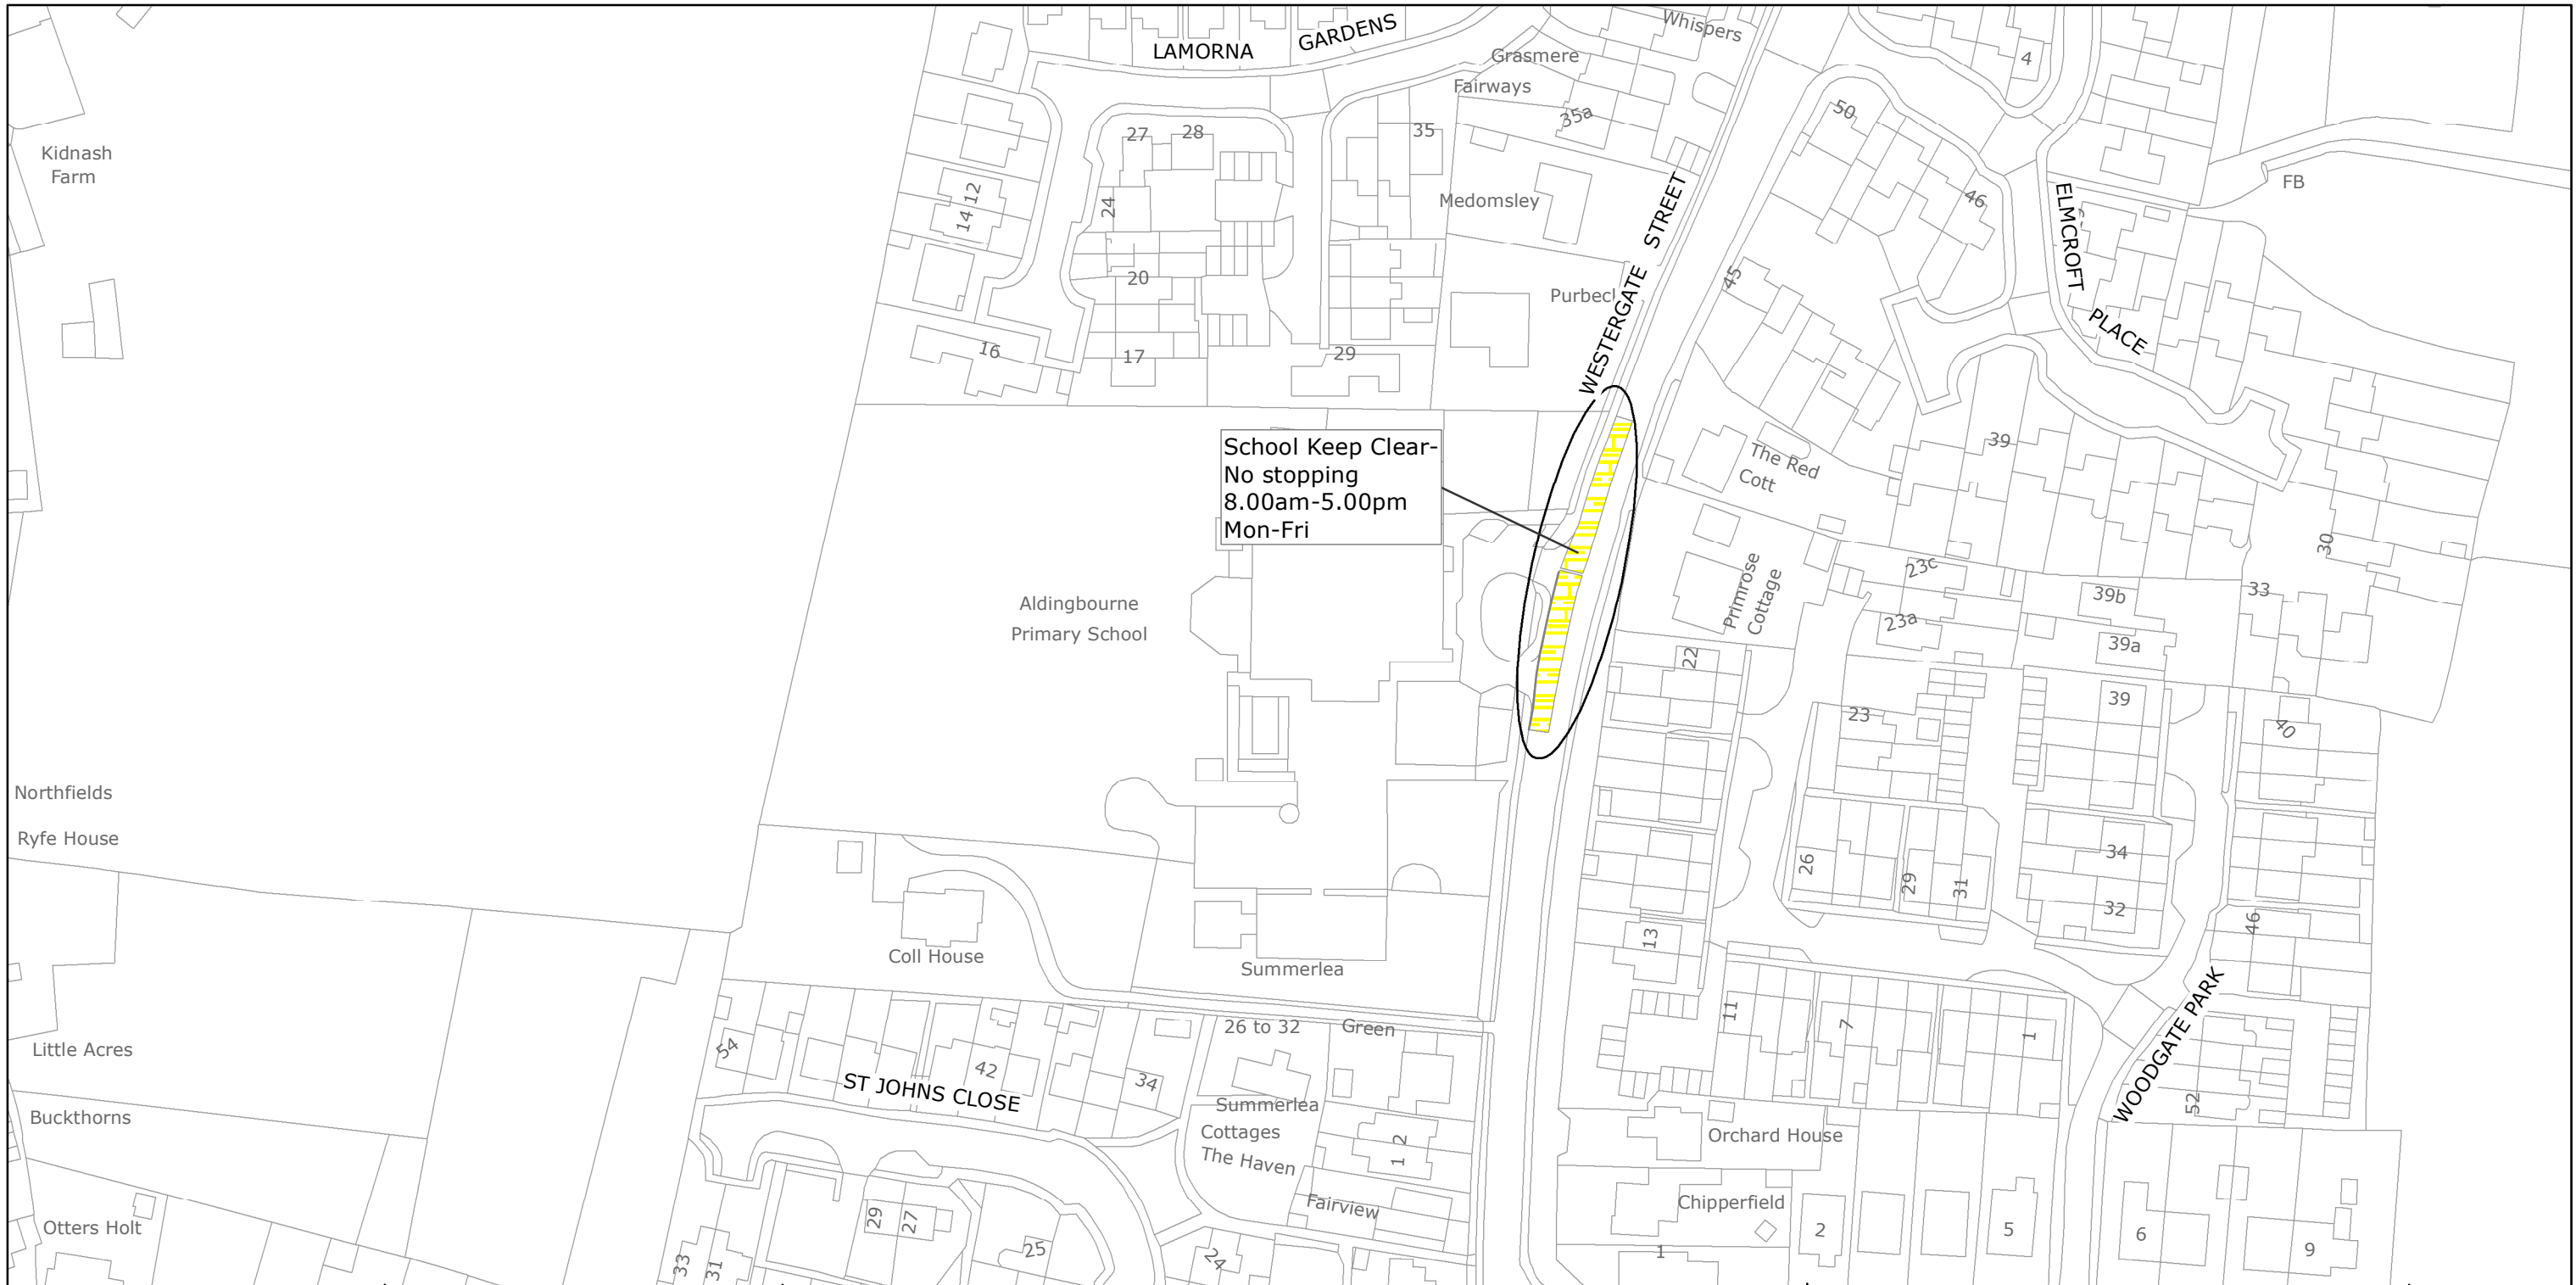 LAMORNA
GARDENS
Whispers
4
Grasmere
Fairways
35a
50
Kidnash
Farm
27
28
35
12
14
24
Medomsley
WESTERGATE STREET
46
FB
ELMCROFT
PLACE
20
45
16
17
29
School Keep Clear-
No stopping
8.00am-5.00pm
Mon-Fri
The Red
Cott
39
30
Aldingbourne
Primary School
Primrose
Cottage
23c
23a
39b
39a
33
22
23
39
40
Northfields
Ryfe House
26
29
31
34
32
13
46
Coll House
Summerlea
11
7
1
WOODGATE PARK
52
26 to 32
Green
Little Acres
54
42
34
ST JOHNS CLOSE
Buckthorns
Summerlea
Cottages
The Haven
2
1
Orchard House
Fairview
Chipperfield
Otters Holt
29
27
25
24
33
31
1
2
5
6
9